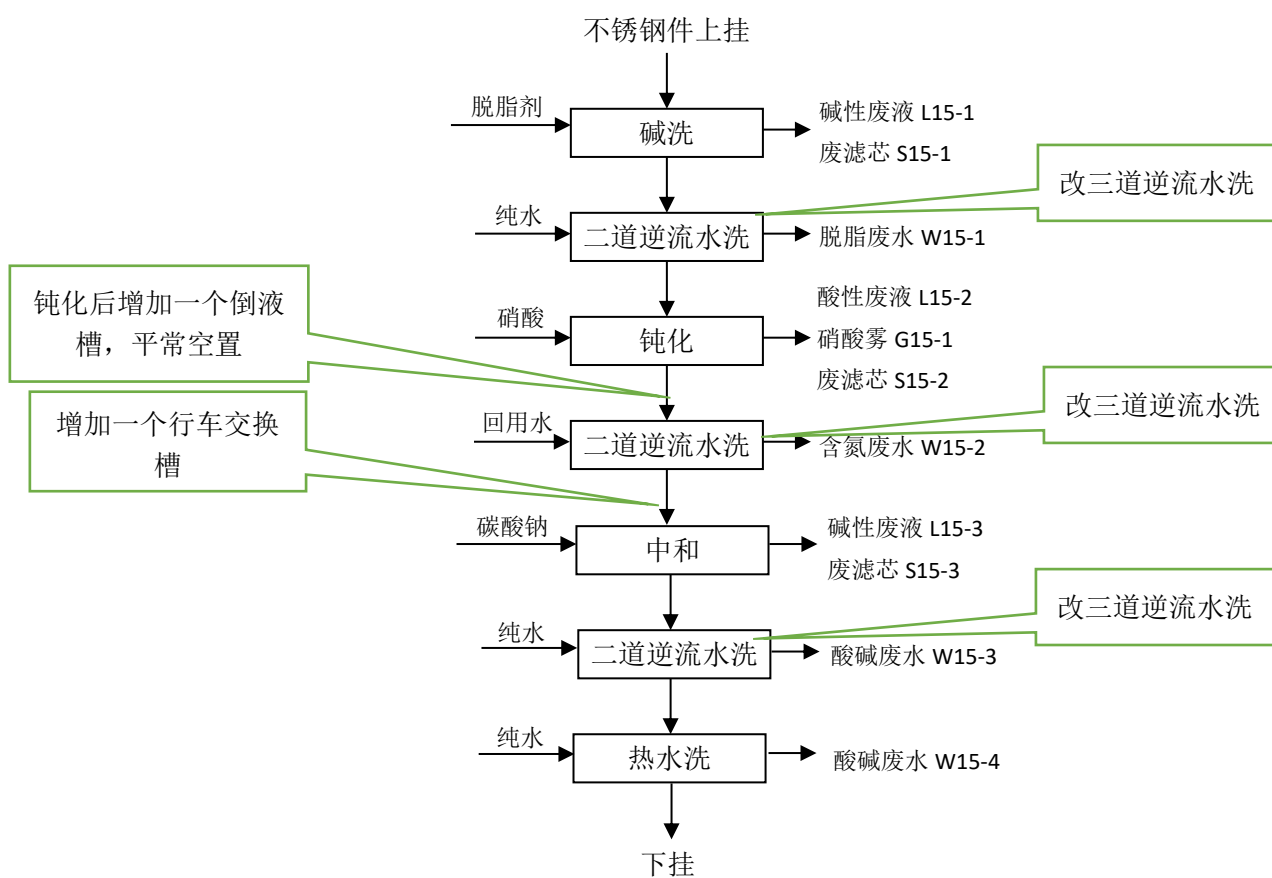 不锈钢件上挂
脱脂剂
碱洗
碱性废液 L15-1
废滤芯 S15-1
改三道逆流水洗
纯水
二道逆流水洗
脱脂废水 W15-1
钝化后增加一个倒液
槽，平常空置
硝酸
钝化
酸性废液 L15-2
硝酸雾 G15-1
废滤芯 S15-2
改三道逆流水洗
增加一个行车交换
槽
回用水
二道逆流水洗
含氮废水 W15-2
碳酸钠
中和
碱性废液 L15-3
废滤芯 S15-3
改三道逆流水洗
纯水
二道逆流水洗
酸碱废水 W15-3
纯水
热水洗
酸碱废水 W15-4
下挂